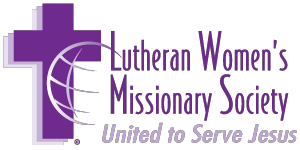 Lutheran Women's
Missionary Society
United to Serve Jesus
®